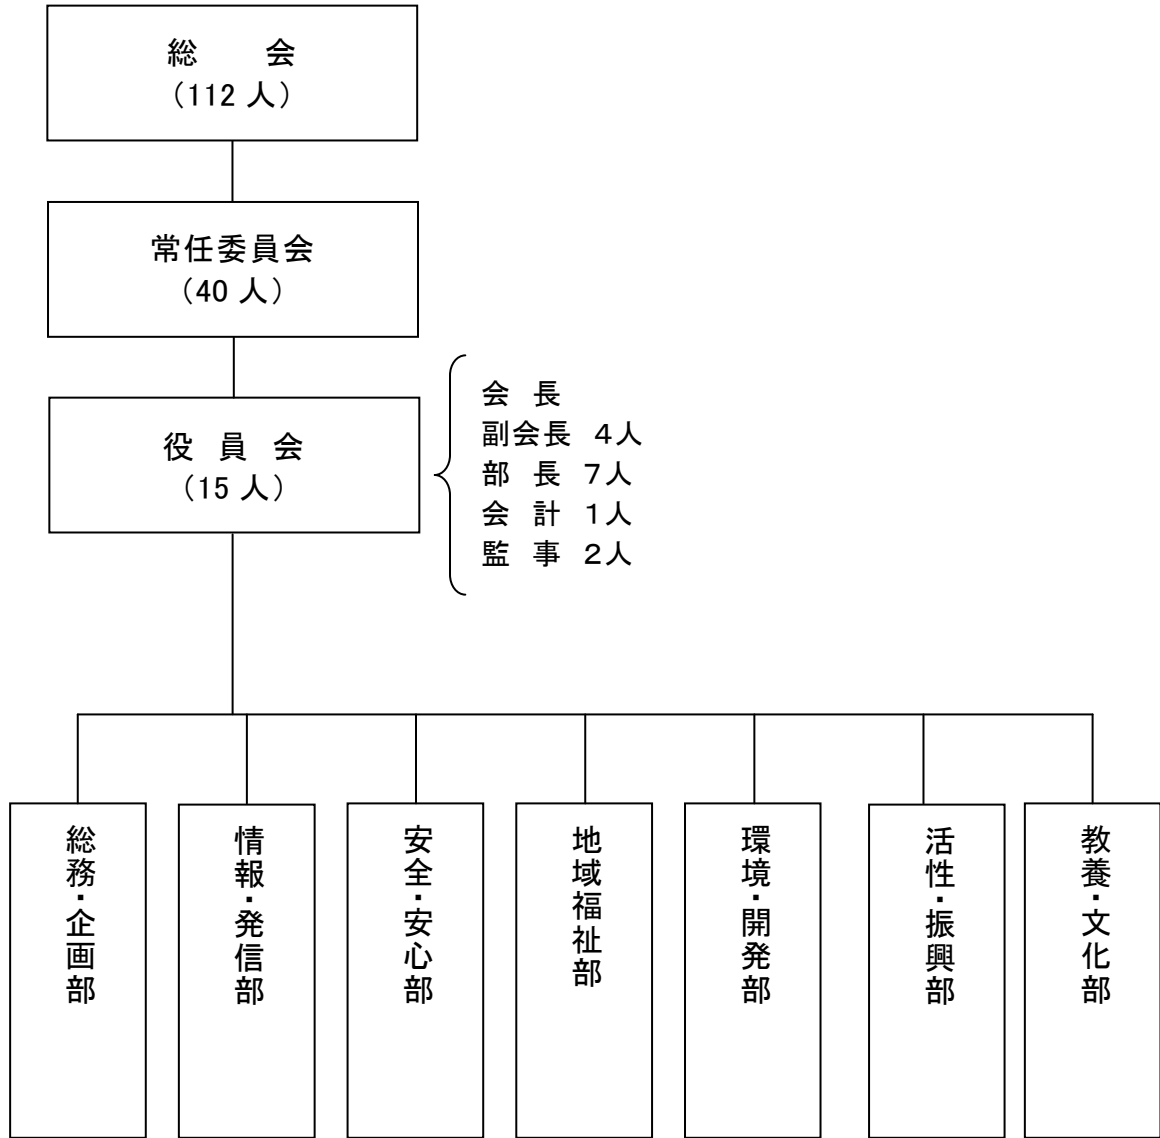 総　　会
（112 人）
常任委員会
（40 人）
役　員　会
（15 人）
会　長
副会長　４人
部　長　７人
会　計　１人
監　事　２人
総務・企画部
情報・発信部
安全・安心部
地域福祉部
環境・開発部
活性・振興部
教養・文化部